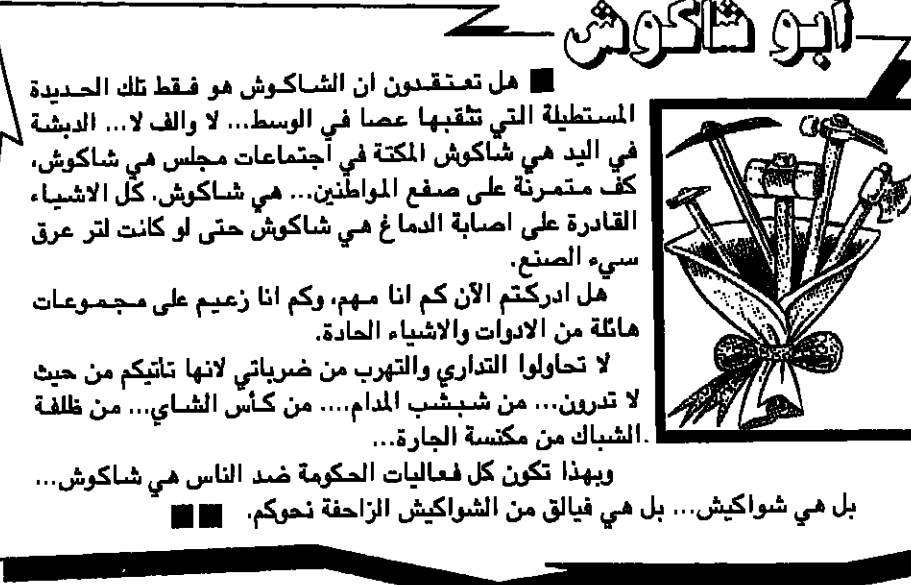 ابو شاكوش
هل تعتقدون ان الشاكوش هو فقط تلك الحديدة
المستطيلة التي تثقبها عصا في الوسط... لا والف لا... الدبشة
في اليد هي شاكوش المكتة في اجتماعات مجلس هي شاكوش،
كف متمرنة على صفع المواطنين... هي شاكوش. كل الاشياء
القادرة على اصابة الدماغ هي شاكوش حتى لو كانت لتر عرق
سيء الصنع.
هل ادركتم الآن كم انا مهم، وكم انا زعيم على مجموعات
هائلة من الادوات والاشياء الحادة.
لا تحاولوا التداري والتهرب من ضرباتي لانها تاتيكم من حيث
لا تدرون... من شبشب المدام.... من كأس الشاي... من ظلفة
الشباك من مكنسة الجارة...
وبهذا تكون كل فعاليات الحكومة ضد الناس هي شاكوش...
بل هي شواكيش... بل هي فيالق من الشواكيش الزاحفة نحوكم.